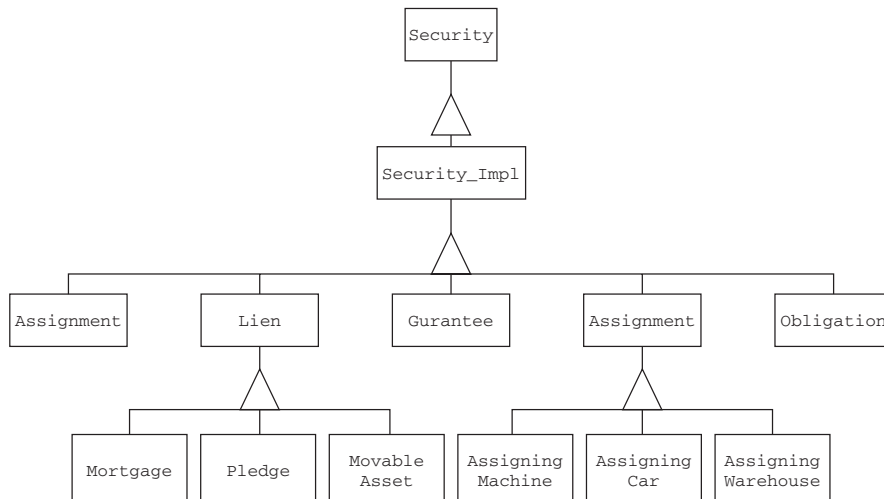 Security
Security_Impl
Assignment
Lien
Gurantee
Assignment
Obligation
Mortgage
Pledge
Movable
Asset
Assigning
Machine
Assigning
Car
Assigning
Warehouse